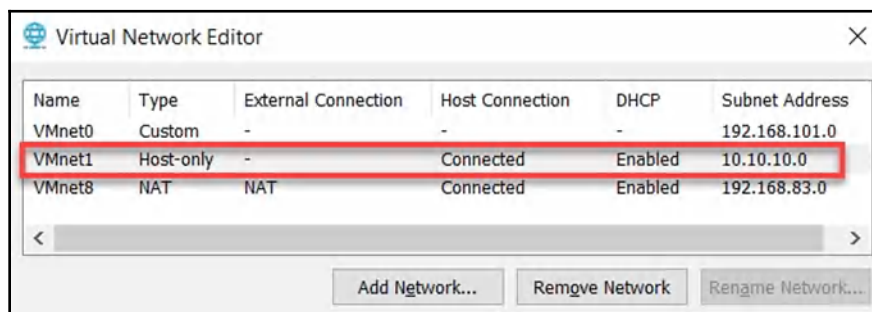 Virtual Network Editor
Name Type External Connection Host Connection DHCP Subnet Address
VMnet0 Custom - - - 192.168.101.0
VMnet1 Host-only - Connected Enabled 10.10.10.0
VMnet8 NAT NAT Connected Enabled 192.168.83.0
Add Network... Remove Network Rename Network...